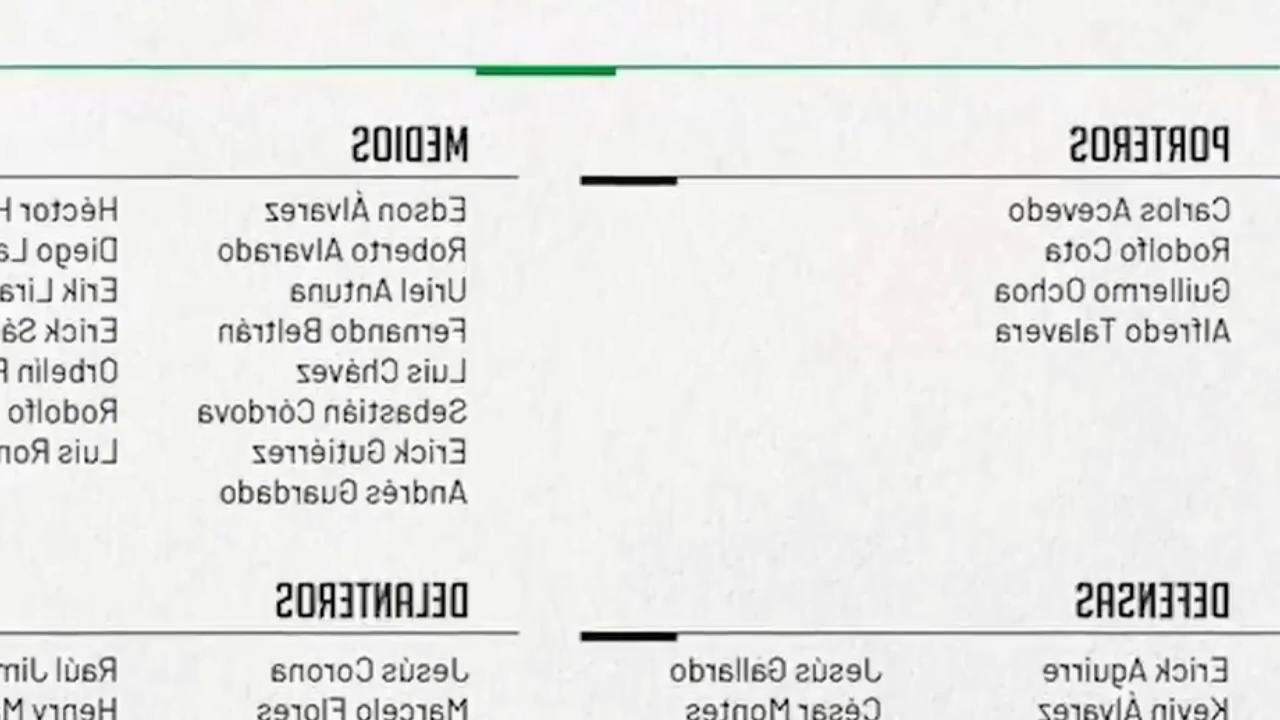 PORTEROS
Carlos Acevedo
Rodolfo Cota
Guillermo Ochoa
Alfredo Talavera
MEDIOS
Edson Álvarez
Roberto Alvarado
Uriel Antuna
Fernando Beltrán
Luis Chávez
Sebastián Córdova
Erick Gutiérrez
Andrés Guardado
Héctor
Diego
Erik Lira
Erick
Orbelín
Rodolfo
Luis
DEFENSAS
Erick Aguirre
Kevin Álvarez
Jesús Gallardo
César Montes
DELANTEROS
Jesús Corona
Marcelo Flores
Raúl
Henry